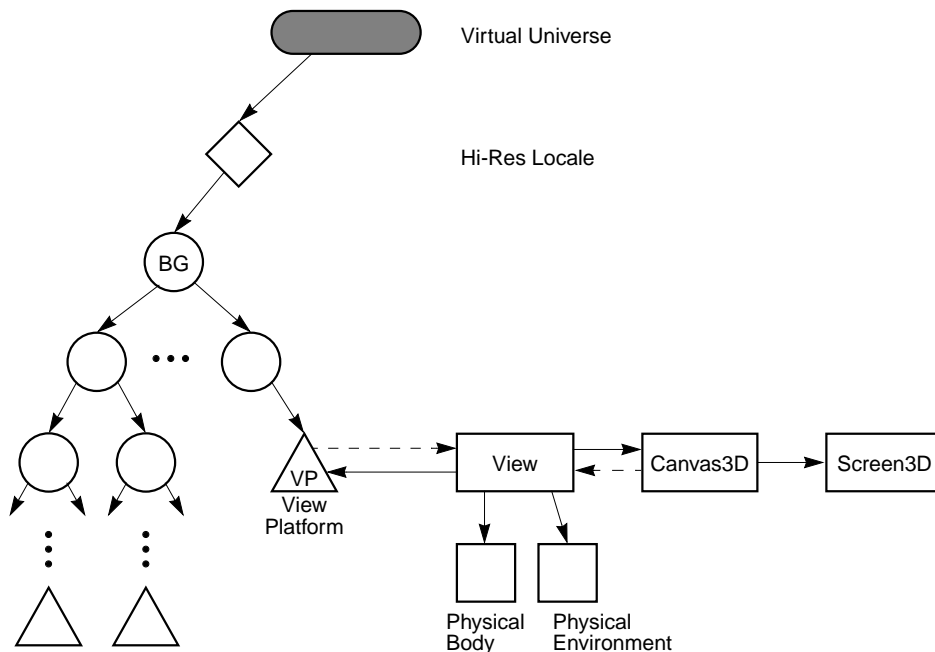 Virtual Universe
Hi-Res Locale
BG
VP
View
Platform
View
Canvas3D
Screen3D
Physical
Body
Physical
Environment